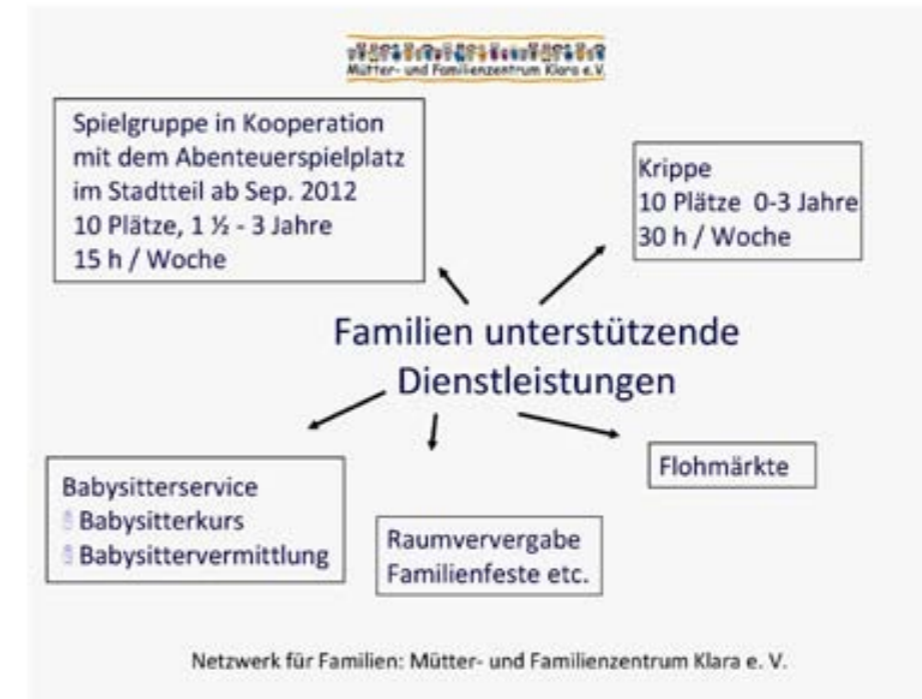 Mütter- und Familienzentrum Klara e.V.
Spielgruppe in Kooperation
mit dem Abenteuerspielplatz
im Stadtteil ab Sep. 2012
10 Plätze, 1 ½ - 3 Jahre
15 h / Woche
Krippe
10 Plätze 0-3 Jahre
30 h / Woche
Familien unterstützende
Dienstleistungen
Babysitterservice
Babysitterkurs
Babysittervermittlung
Raumververgabe
Familienfeste etc.
Flohmärkte
Netzwerk für Familien: Mütter- und Familienzentrum Klara e. V.